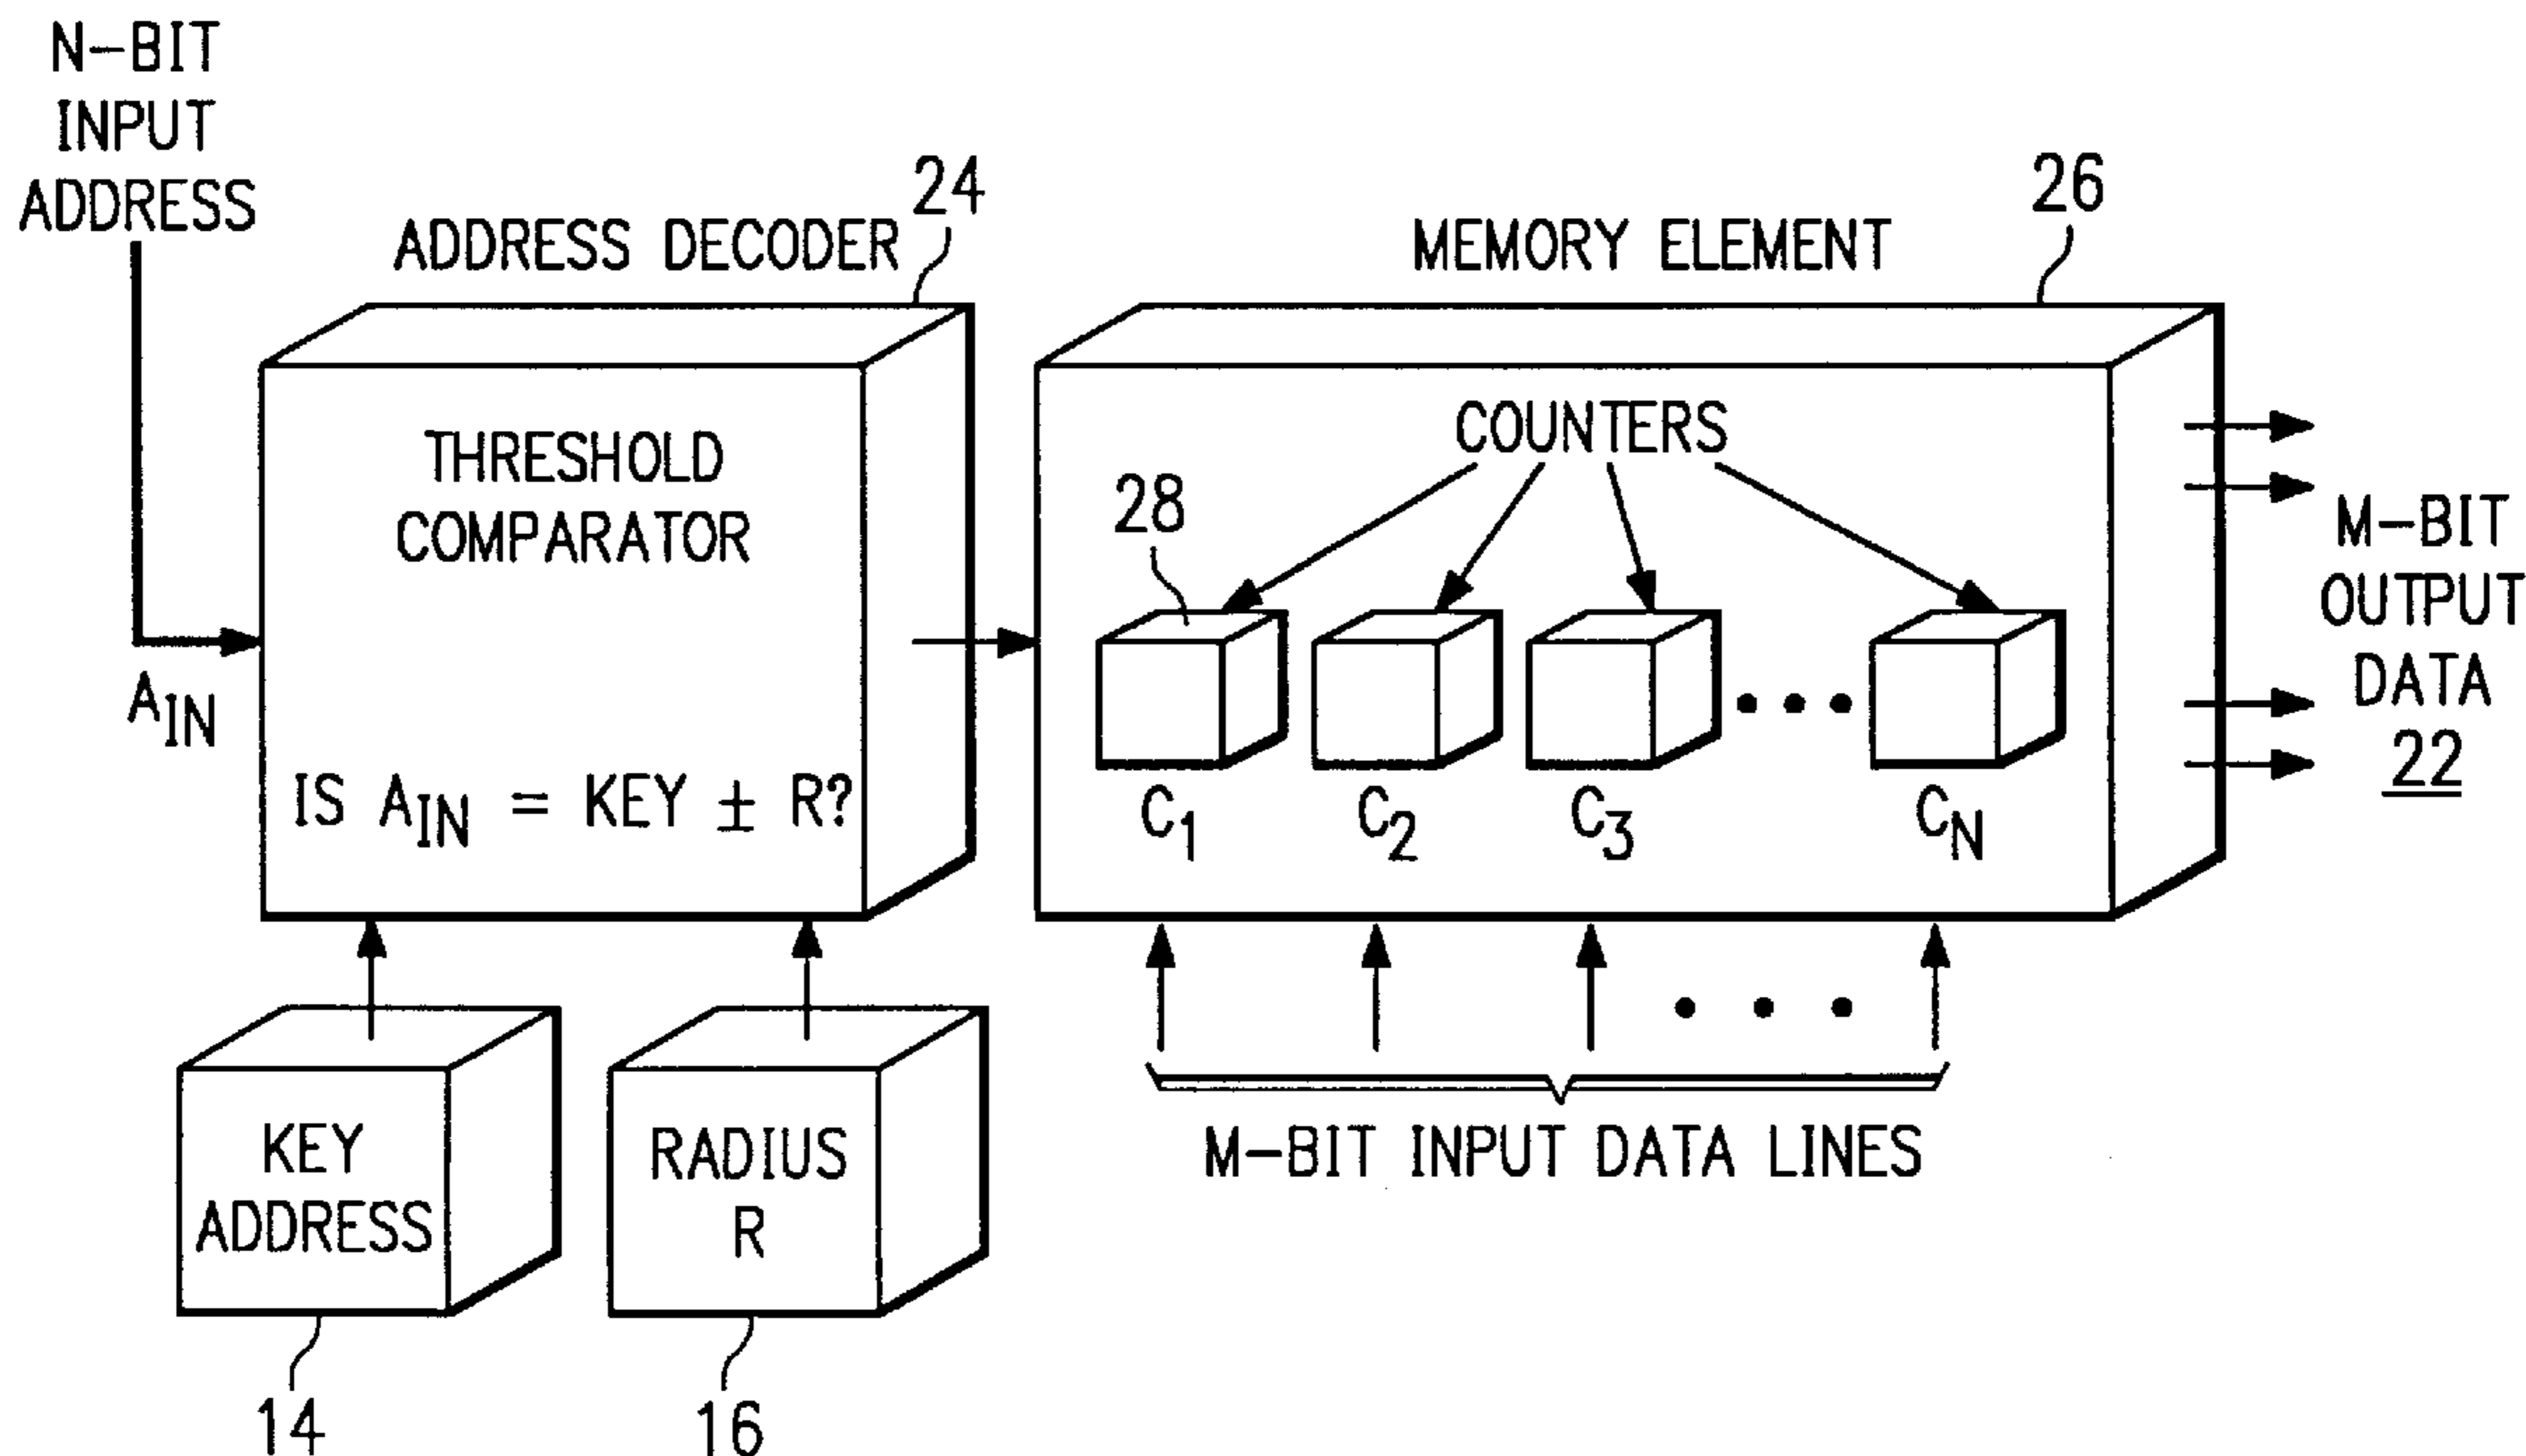 N-BIT
INPUT
ADDRESS
ADDRESS DECODER
24
MEMORY ELEMENT
26
THRESHOLD
COMPARATOR
A_IN
IS A_IN = KEY ± R?
COUNTERS
28
C_1 C_2 C_3 ... C_N
M-BIT
OUTPUT
DATA
22
KEY
ADDRESS
14
RADIUS
R
16
M-BIT INPUT DATA LINES